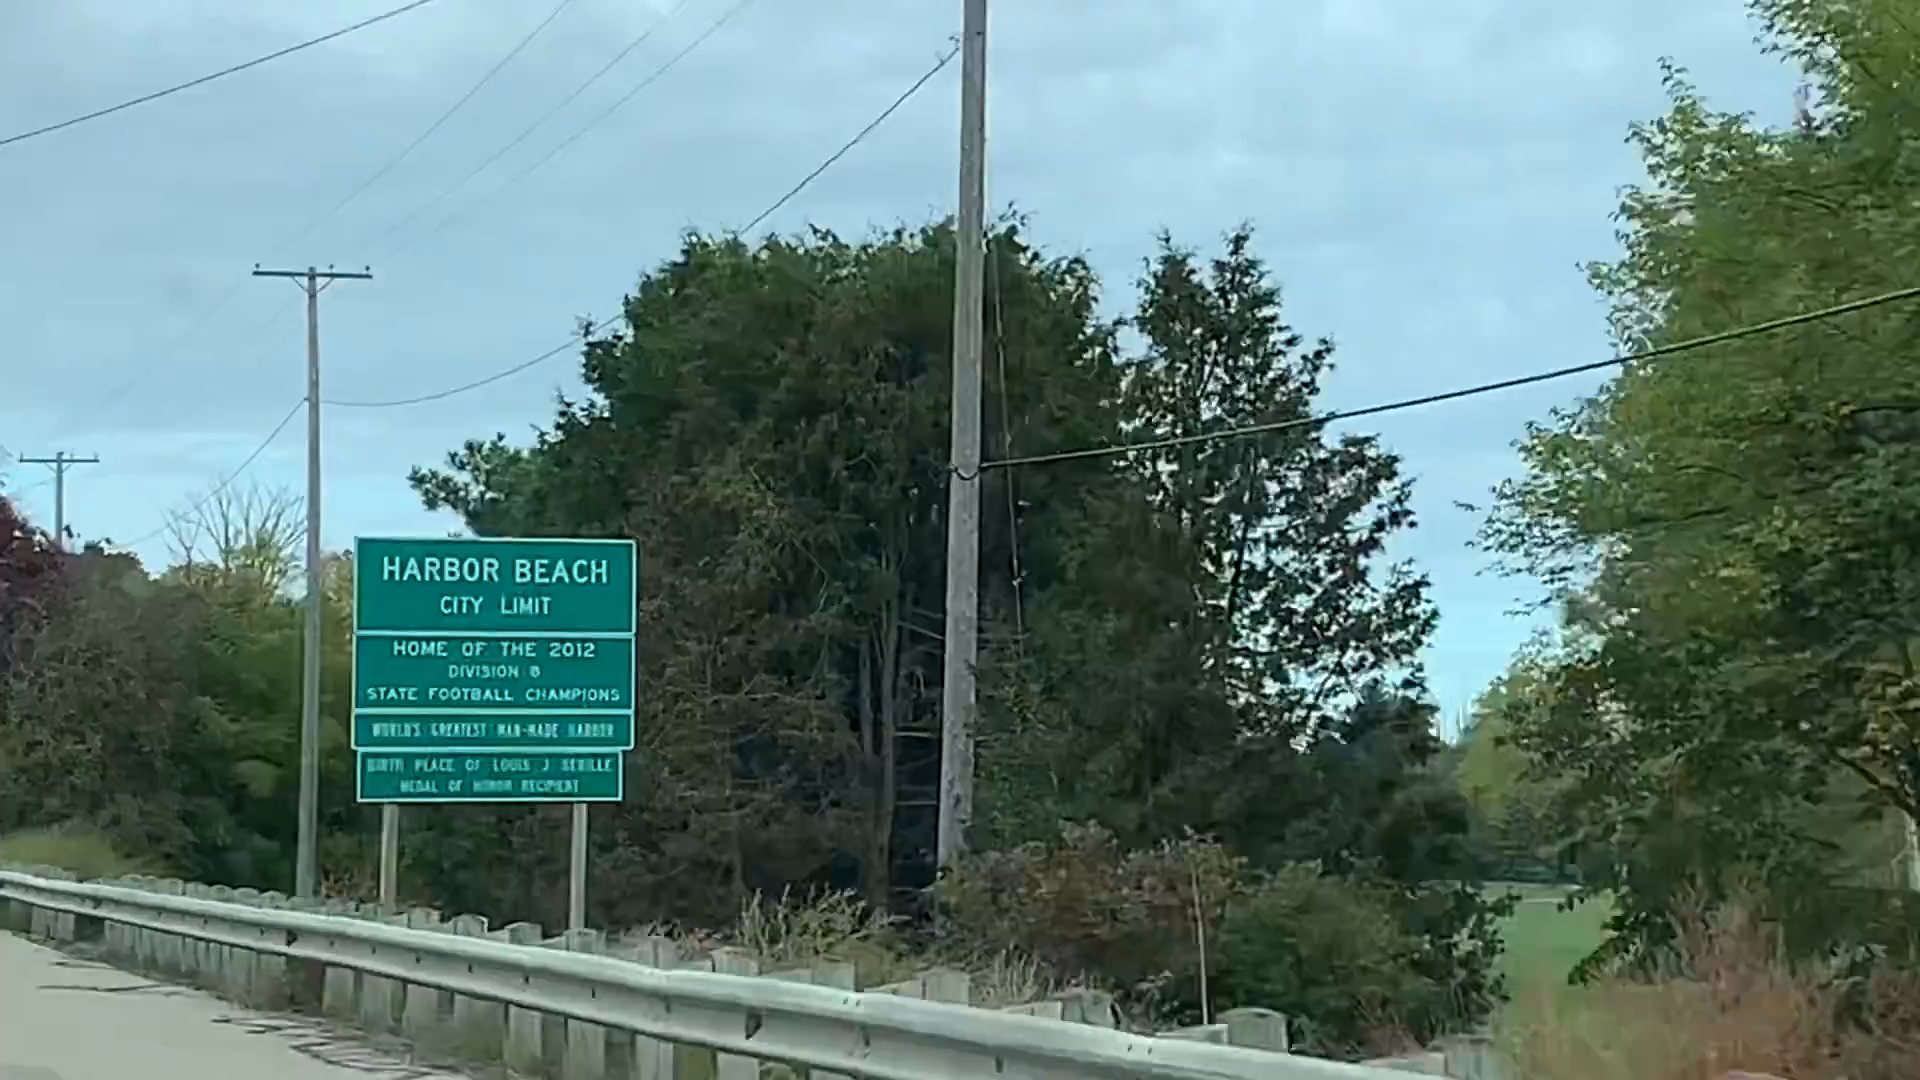 HARBOR BEACH
CITY LIMIT
HOME OF THE 2012
DIVISION 8
STATE FOOTBALL CHAMPIONS
WORLD'S GREATEST MAN-MADE HARBOR
BIRTH PLACE OF LOUIS J
MEDAL OF HONOR RECIPIENT